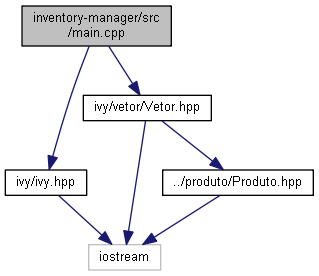 inventory-manager/src
/main.cpp
ivy/vetor/Vetor.hpp
ivy/ivy.hpp
../produto/Produto.hpp
iostream